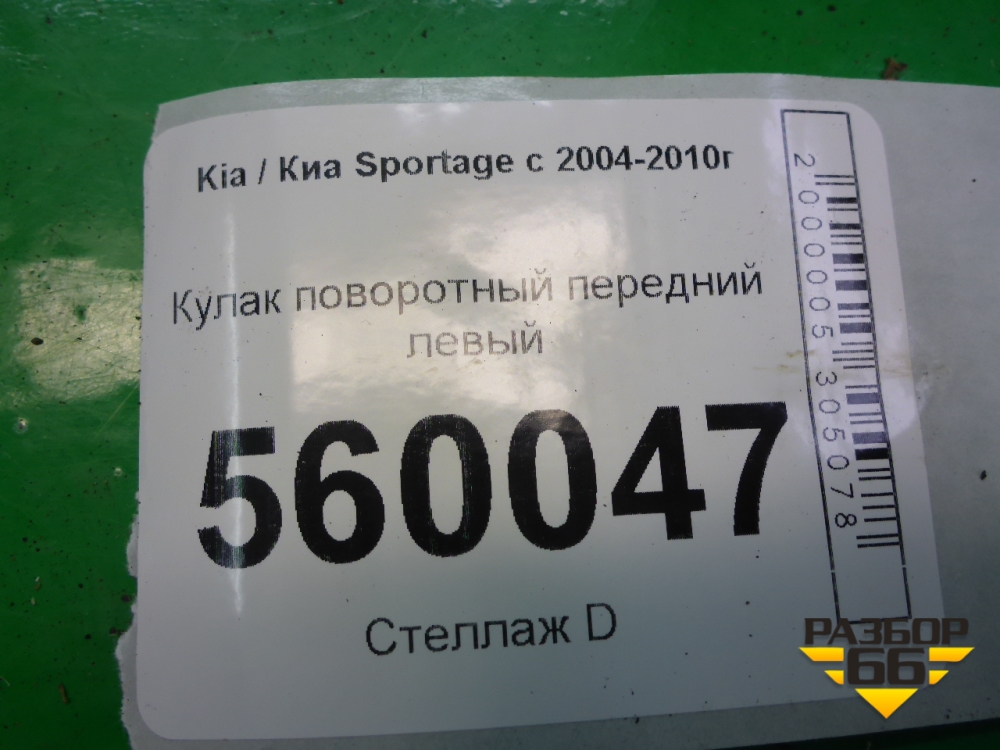 Kia / Киа Sportage с 2004-2010г
Кулак поворотный передний
левый
560047
Стеллаж D
2000005305078
РАЗБОР
66